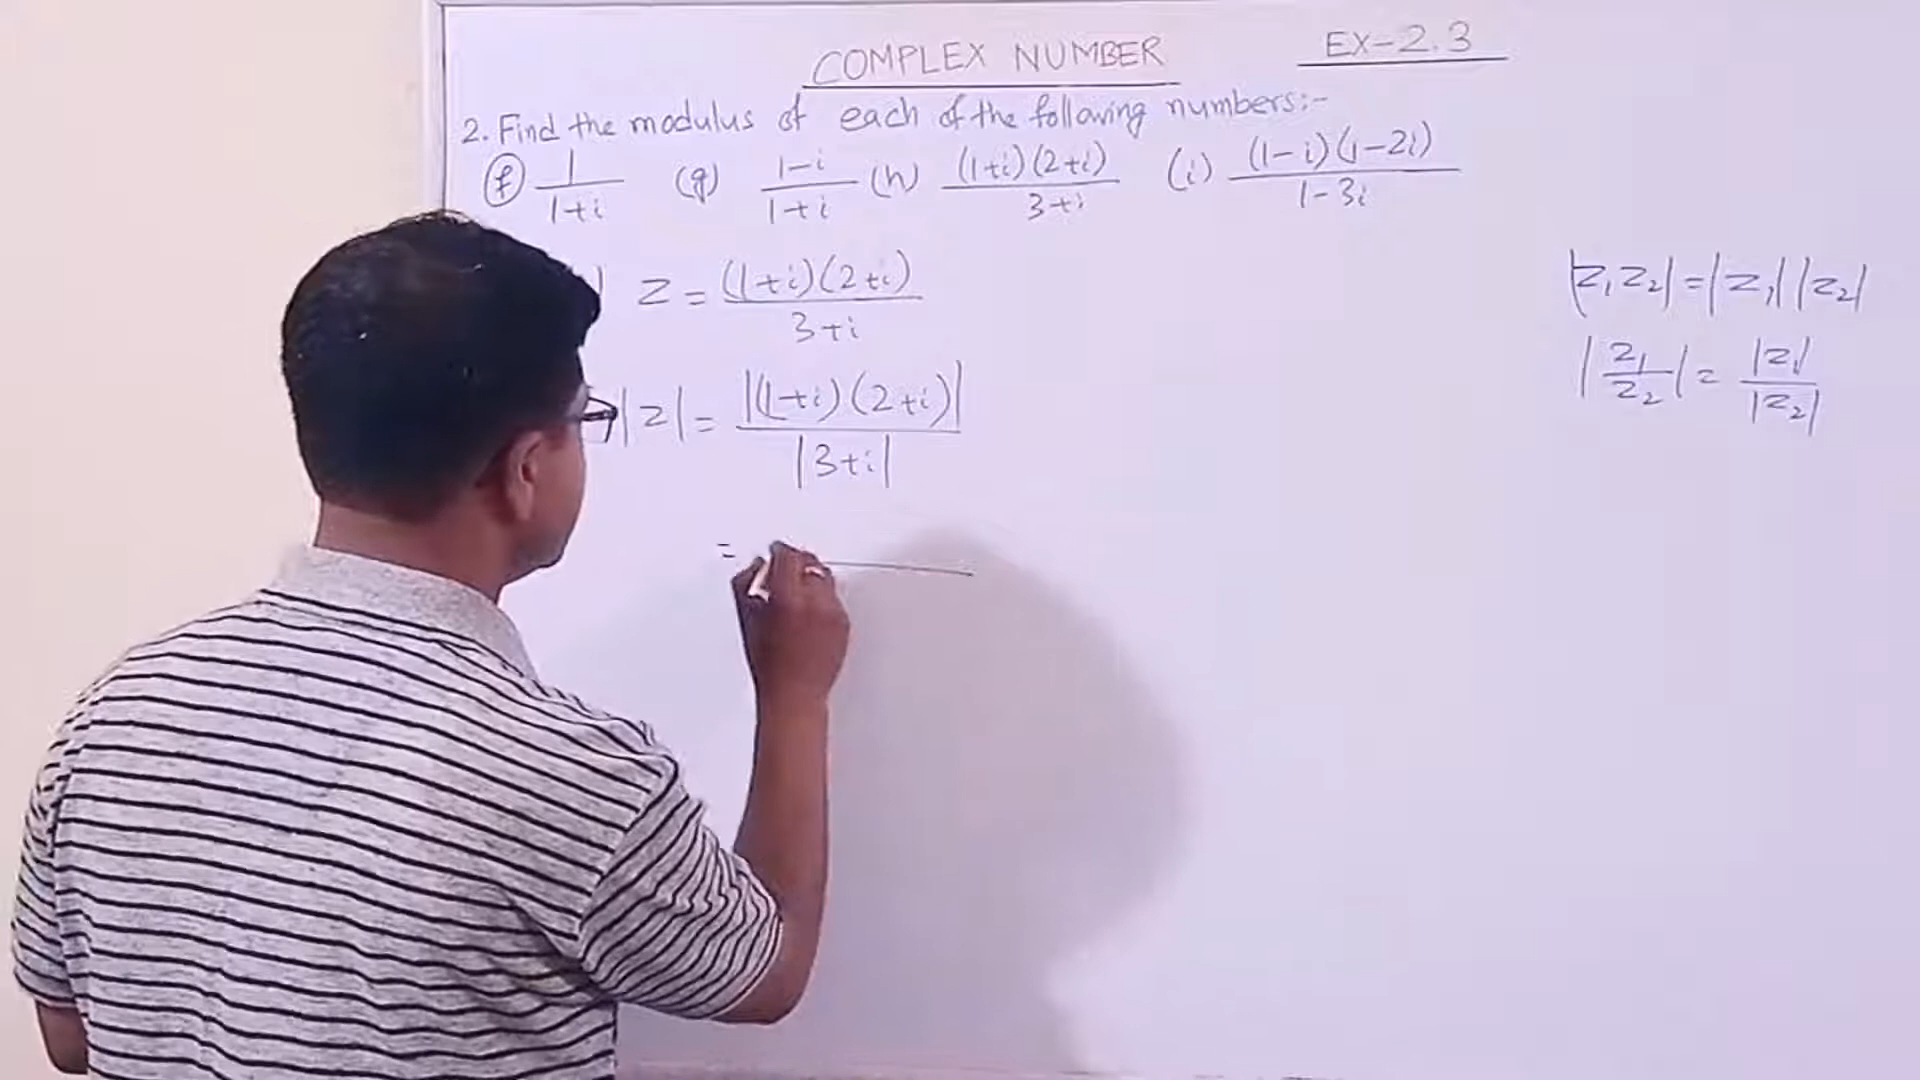 COMPLEX NUMBER EX-2.3
2. Find the modulus of each of the following numbers:-
(f) 1/(1+i) (g) (1-i)/(1+i) (h) (1+i)(2+i)/(3+i) (i) (1-i)(1-2i)/(1-3i)
) z = (1+i)(2+i)/(3+i)
|z| = |(1+i)(2+i)|/|3+i|
=
|z₁z₂| = |z₁||z₂|
|z₁/z₂| = |z₁|/|z₂|